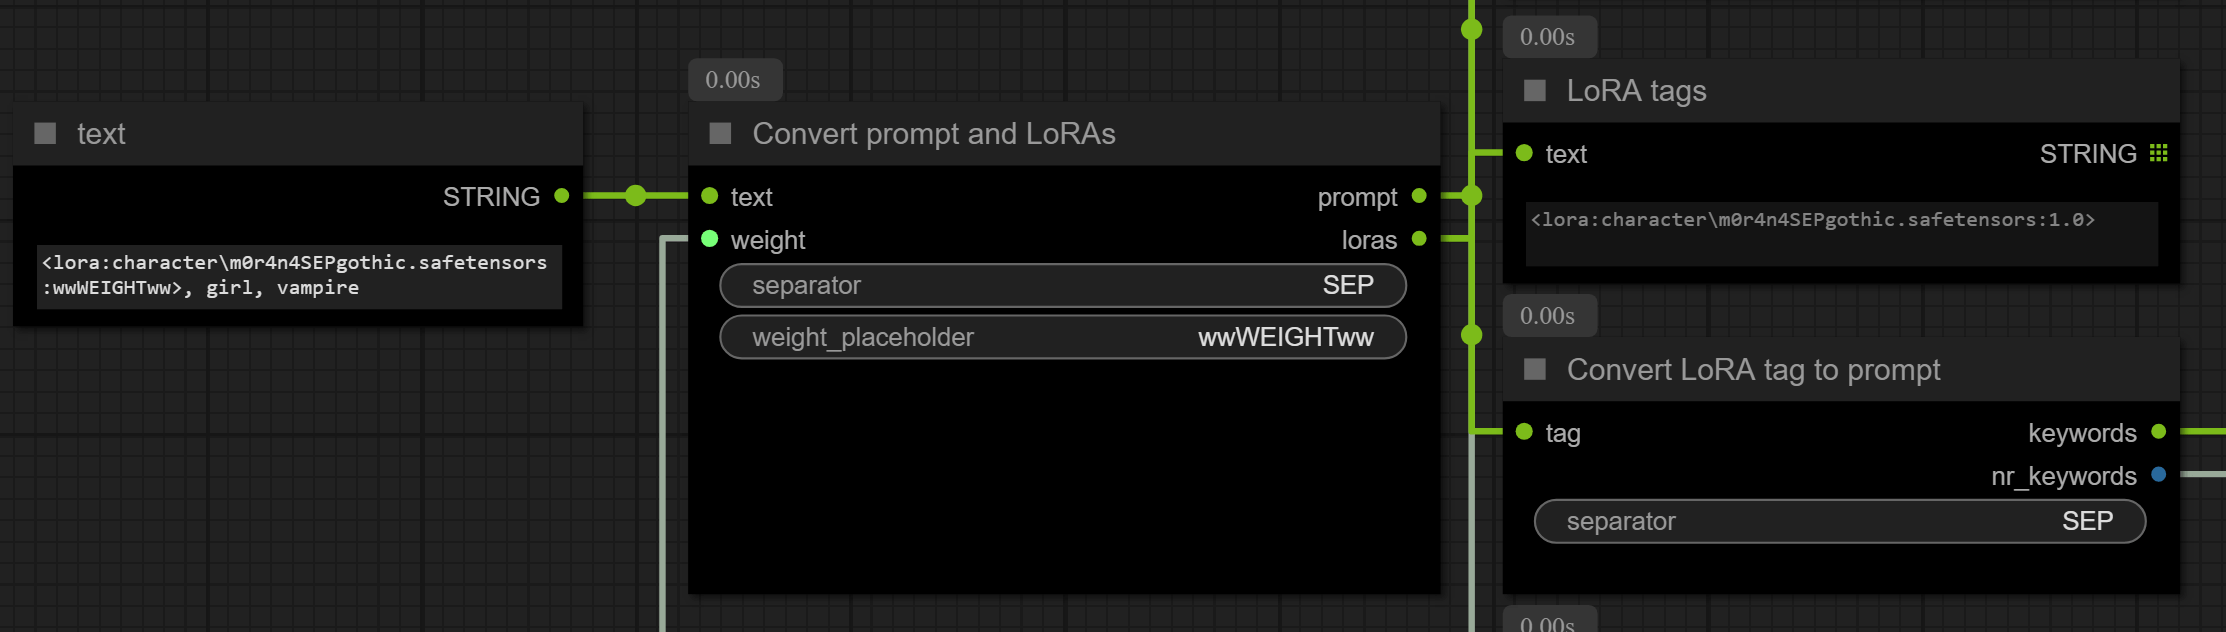 text
STRING
<lora:character\m0r4n4SEPgothic.safetensors
:wwWEIGHTww>, girl, vampire
0.00s
Convert prompt and LoRAs
text
prompt
weight
loras
separator SEP
weight_placeholder wwWEIGHTww
0.00s
LoRA tags
text
STRING
<lora:character\m0r4n4SEPgothic.safetensors:1.0>
0.00s
Convert LoRA tag to prompt
tag
keywords
nr_keywords
separator SEP
0.00s